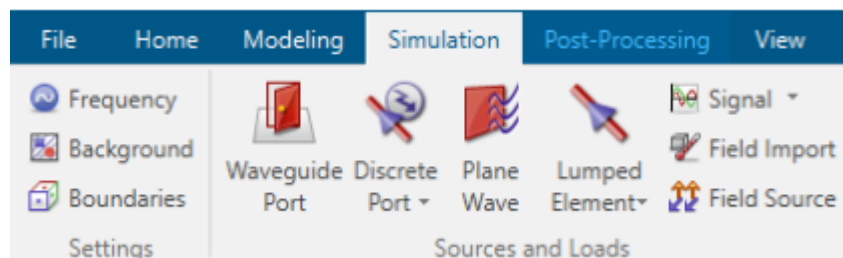 File Home Modeling Simulation Post-Processing View
Frequency
Background
Boundaries
Settings
Waveguide Port
Discrete Port
Plane Wave
Lumped Element
Signal
Field Import
Field Source
Sources and Loads